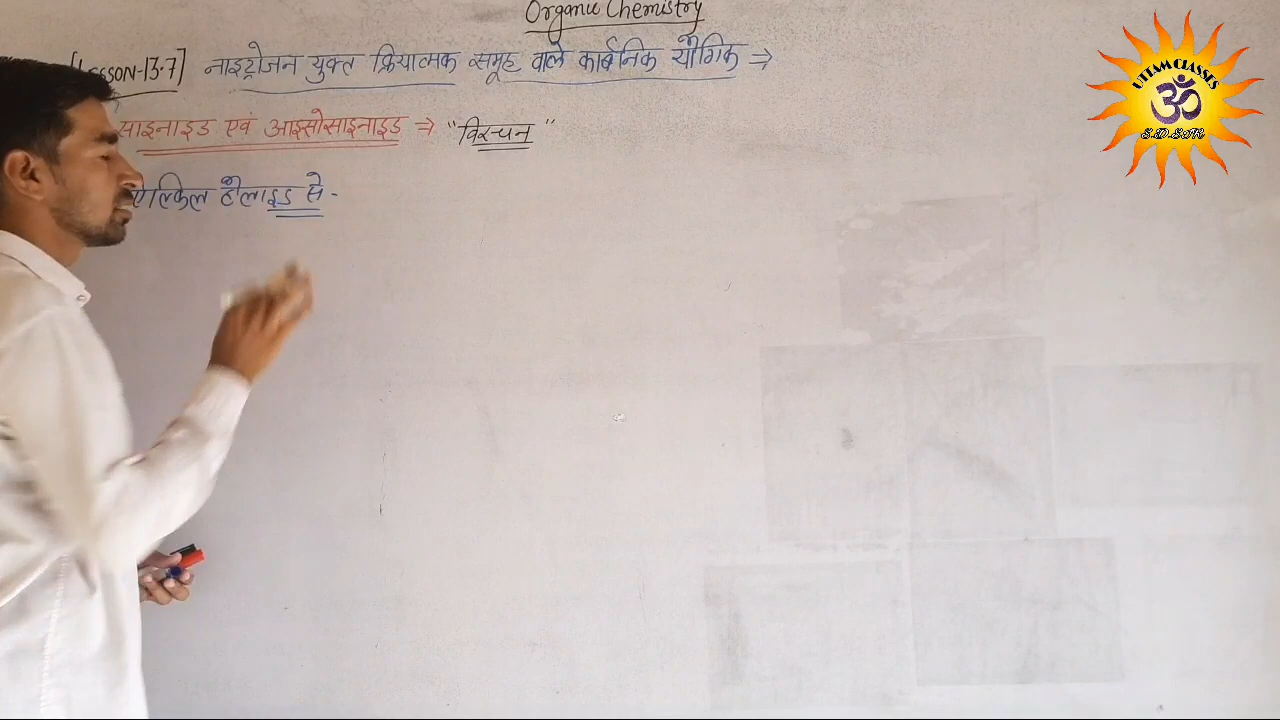 Organic Chemistry
[Lesson-13.7] नाइट्रोजन युक्त क्रियात्मक समूह वाले कार्बनिक यौगिक ⇒
साइनाइड एवं आइसोसाइनाइड ⇒ "विरचन"
ऐल्किल हैलाइड से -
UTTAM CLASSES
ॐ